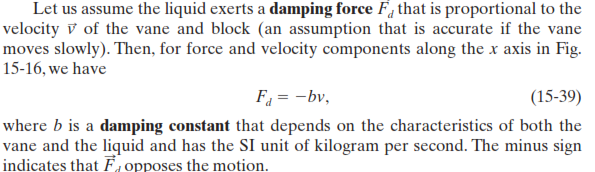 Let us assume the liquid exerts a damping force F⃗d that is proportional to the
velocity v⃗ of the vane and block (an assumption that is accurate if the vane
moves slowly). Then, for force and velocity components along the x axis in Fig.
15-16, we have
Fd = −bv, (15-39)
where b is a damping constant that depends on the characteristics of both the
vane and the liquid and has the SI unit of kilogram per second. The minus sign
indicates that F⃗d opposes the motion.